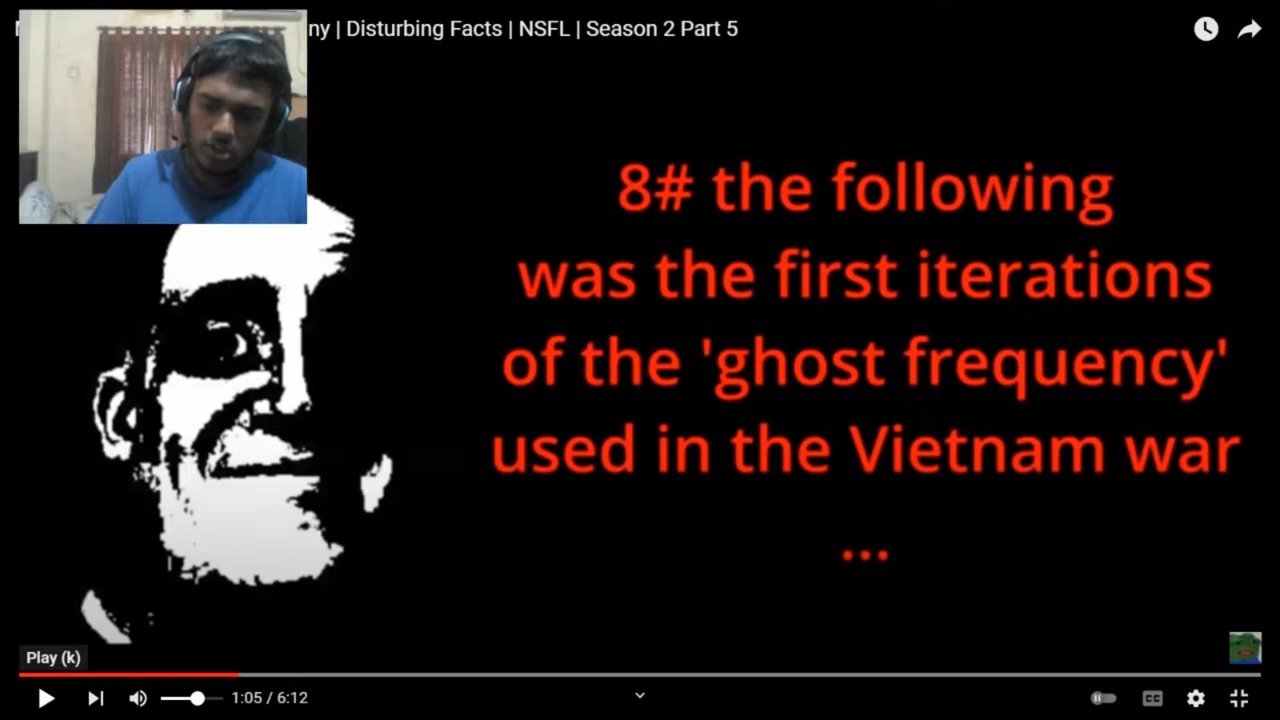 ny | Disturbing Facts | NSFL | Season 2 Part 5
8# the following
was the first iterations
of the 'ghost frequency'
used in the Vietnam war
...
Play (k)
1:05 / 6:12
CC